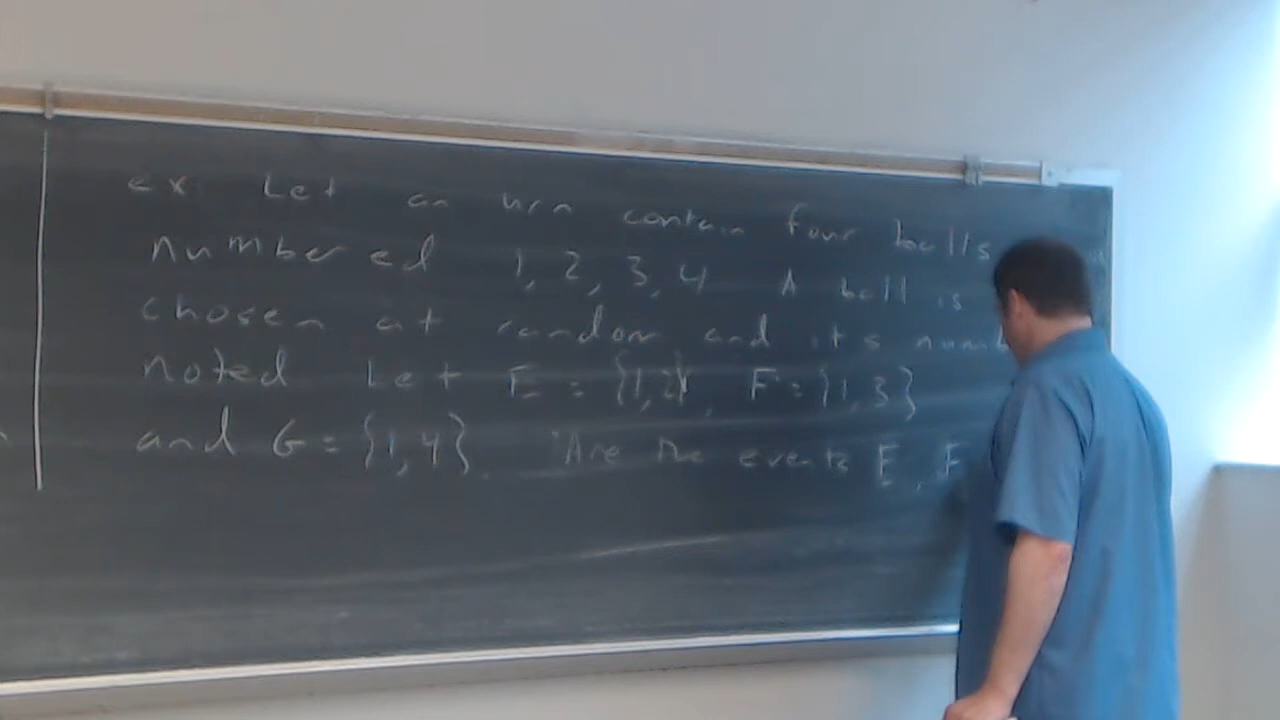 ex Let an urn contain four balls
numbered 1, 2, 3, 4 A ball is
chosen at random and its numb
noted Let E = {1,2}, F = {1,3}
and G = {1,4}. Are the events E, F